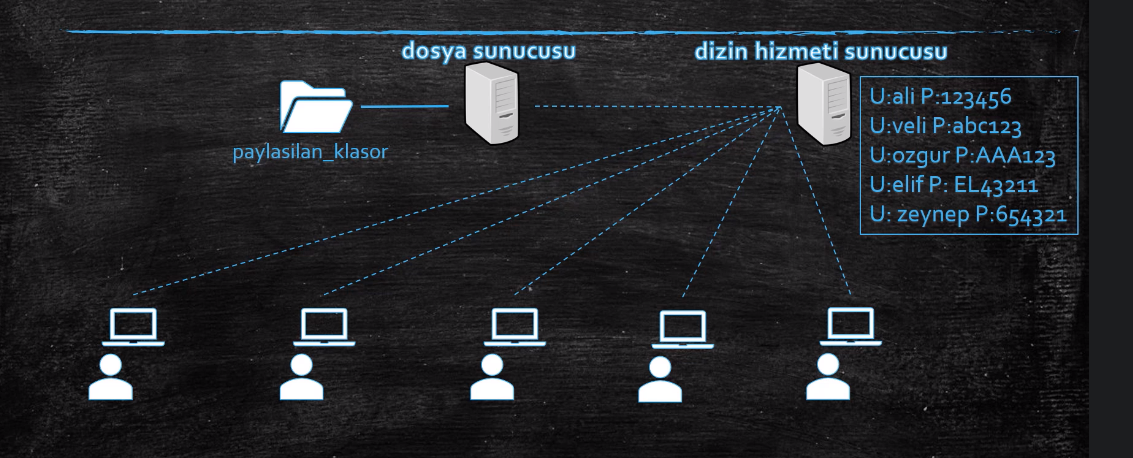 dosya sunucusu
dizin hizmeti sunucusu
paylasilan_klasor
U:ali P:123456
U:veli P:abc123
U:ozgur P:AAA123
U:elif P: EL43211
U: zeynep P:654321